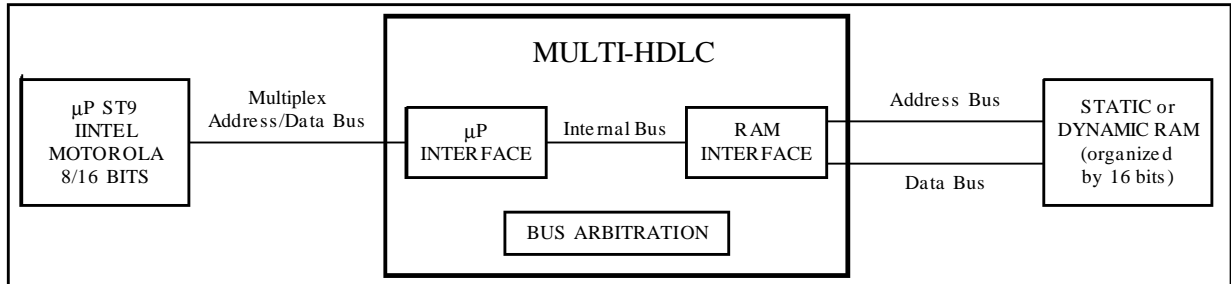 MULTI-HDLC
µP ST9
IINTEL
MOTOROLA
8/16 BITS
Multiplex
Address/Data Bus
µP
INTERFACE
Internal Bus
RAM
INTERFACE
BUS ARBITRATION
Address Bus
Data Bus
STATIC or
DYNAMIC RAM
(organized
by 16 bits)